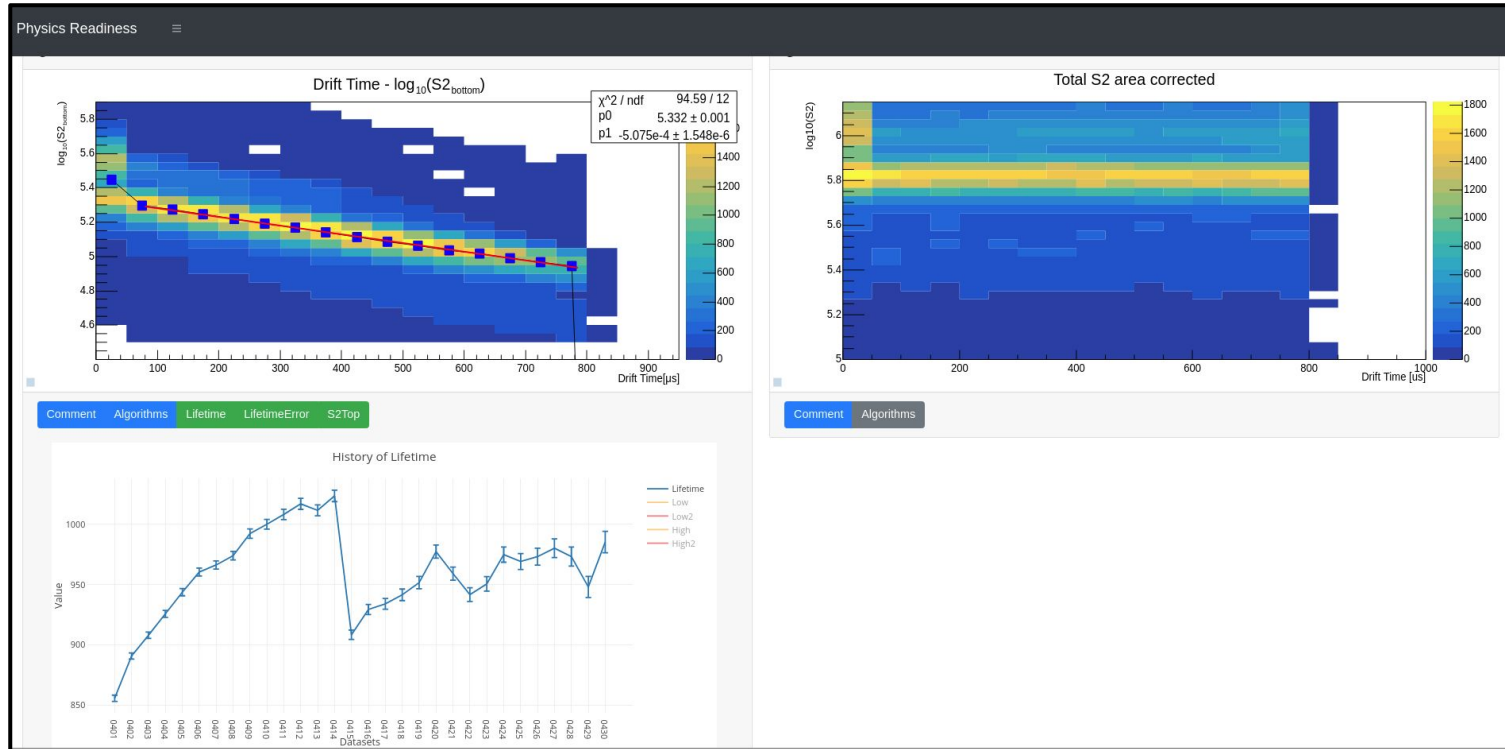 Physics Readiness ≡
Drift Time - log10(S2bottom)
χ^2 / ndf 94.59 / 12
p0 5.332 ± 0.001
p1 -5.075e-4 ± 1.548e-6
log10(S2bottom)
5.8
5.6
5.4
5.2
5
4.8
4.6
0 100 200 300 400 500 600 700 800 900
Drift Time[μs]
1400
1200
1000
800
600
400
200
0
Total S2 area corrected
log10(S2)
6
5.8
5.6
5.4
5.2
5
0 200 400 600 800 1000
Drift Time [us]
1800
1600
1400
1200
1000
800
600
400
200
0
Comment Algorithms Lifetime LifetimeError S2Top
Comment Algorithms
History of Lifetime
Value
1000
950
900
850
0401 0402 0403 0404 0405 0406 0407 0408 0409 0410 0411 0412 0413 0414 0415 0416 0417 0418 0419 0420 0421 0422 0423 0424 0425 0426 0427 0428 0429 0430
Datasets
Lifetime
Low
Low2
High
High2